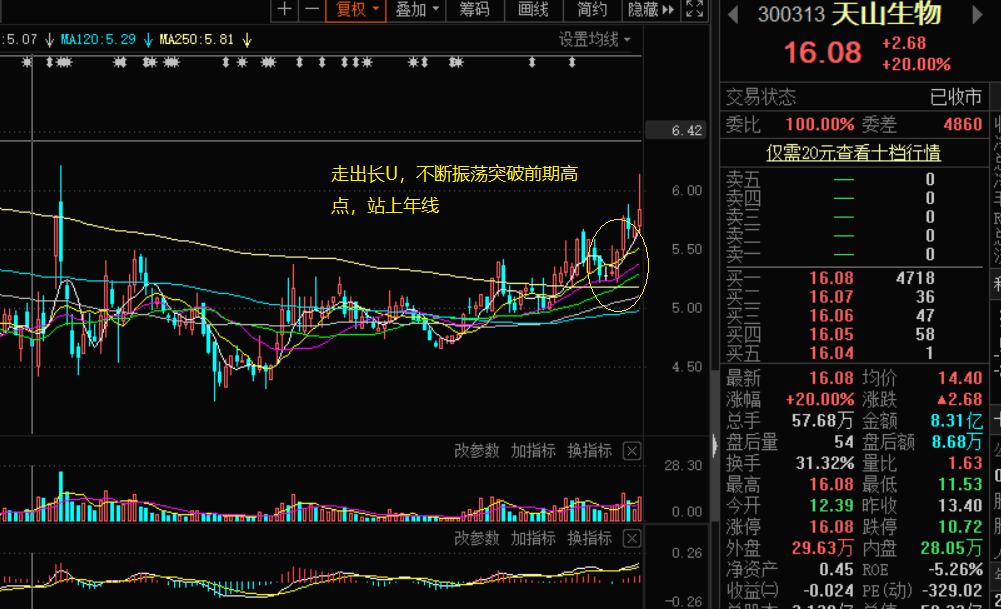 复权 叠加 筹码 画线 简约 隐藏
:5.07 ↓ MA120:5.29 ↓ MA250:5.81 ↓ 设置均线
6.42
6.00
走出长U，不断振荡突破前期高
点，站上年线
5.50
5.00
4.50
改参数 加指标 换指标
28.30
0.00
改参数 加指标 换指标
0.26
-0.26
300313 天山生物
16.08 +2.68
+20.00%
交易状态 已收市
委比 100.00% 委差 4860
仅需20元查看十档行情
卖五 — 0
卖四 — 0
卖三 — 0
卖二 — 0
卖一 — 0
买一 16.08 4718
买二 16.07 36
买三 16.06 47
买四 16.05 58
买五 16.04 1
最新 16.08 均价 14.40
涨幅 +20.00% 涨跌 ▲2.68
总手 57.68万 金额 8.31亿
盘后量 54 盘后额 8.68万
换手 31.32% 量比 1.63
最高 16.08 最低 11.53
今开 12.39 昨收 13.40
涨停 16.08 跌停 10.72
外盘 29.63万 内盘 28.05万
净资产 0.45 ROE -5.26%
收益㈡ -0.024 PE(动) -329.02